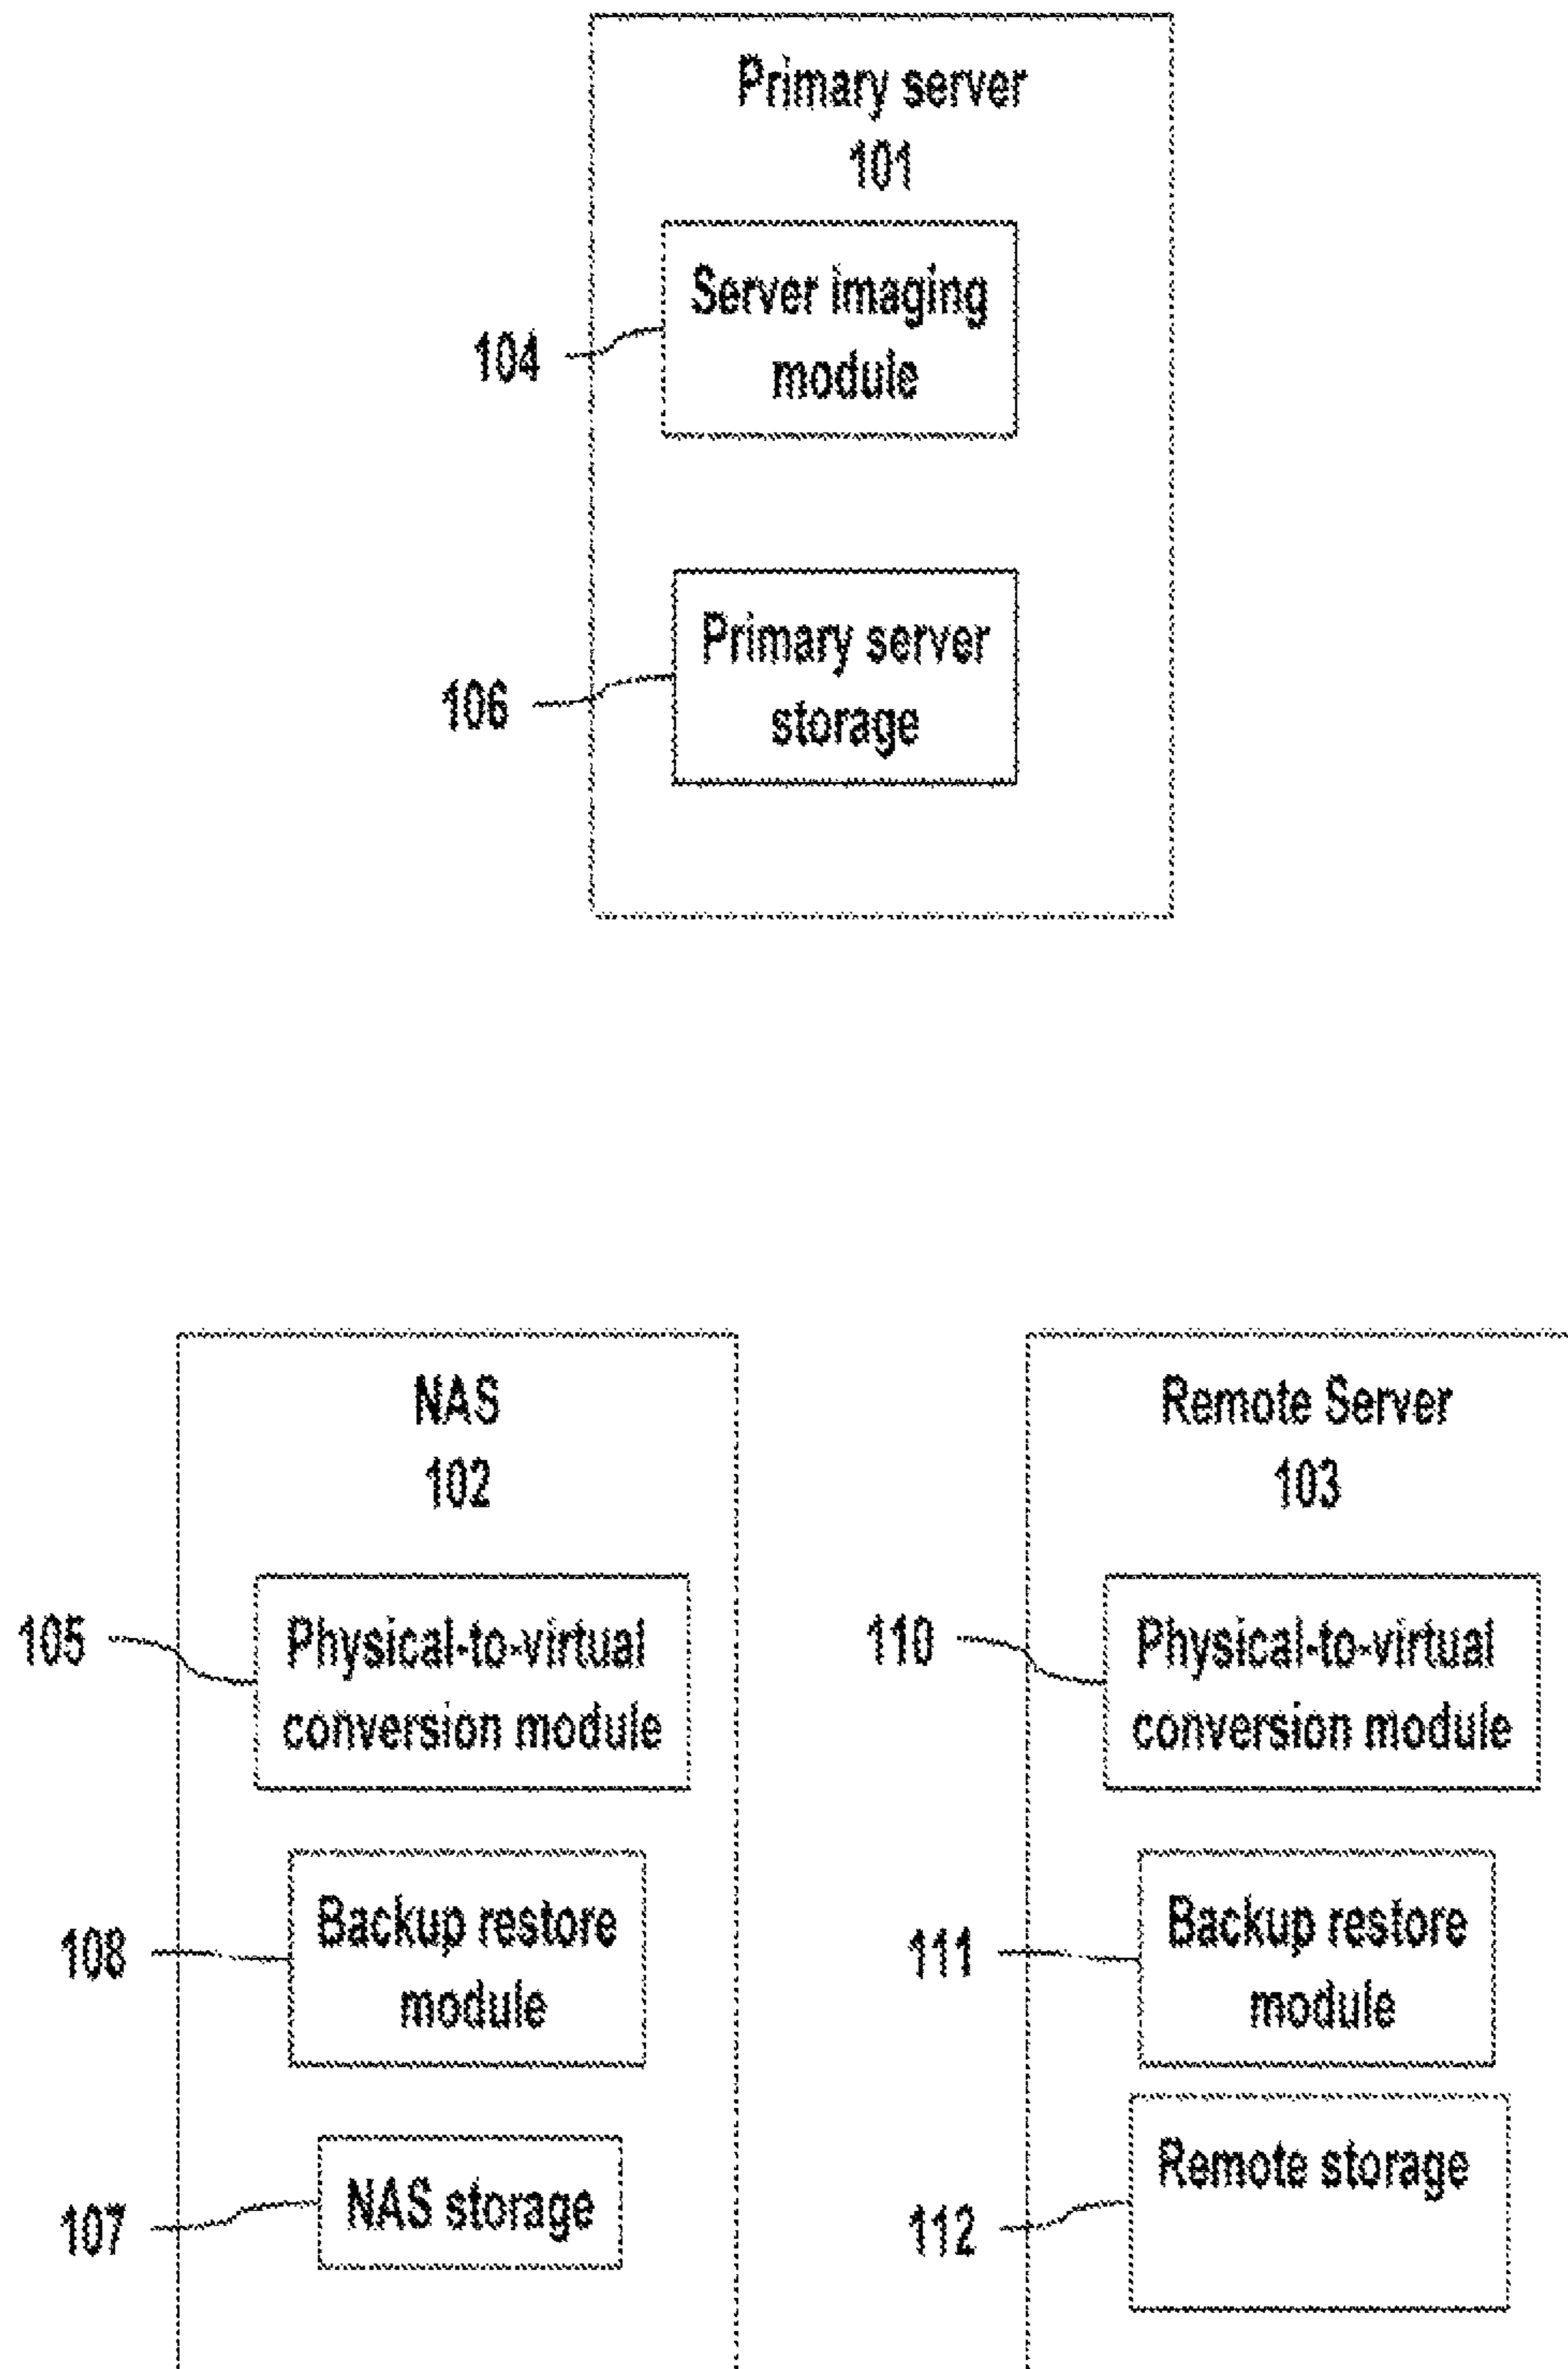 Primary server
101
Server imaging
module
104
Primary server
storage
106
NAS
102
Physical-to-virtual
conversion module
105
Backup restore
module
108
NAS storage
107
Remote Server
103
Physical-to-virtual
conversion module
110
Backup restore
module
111
Remote storage
112